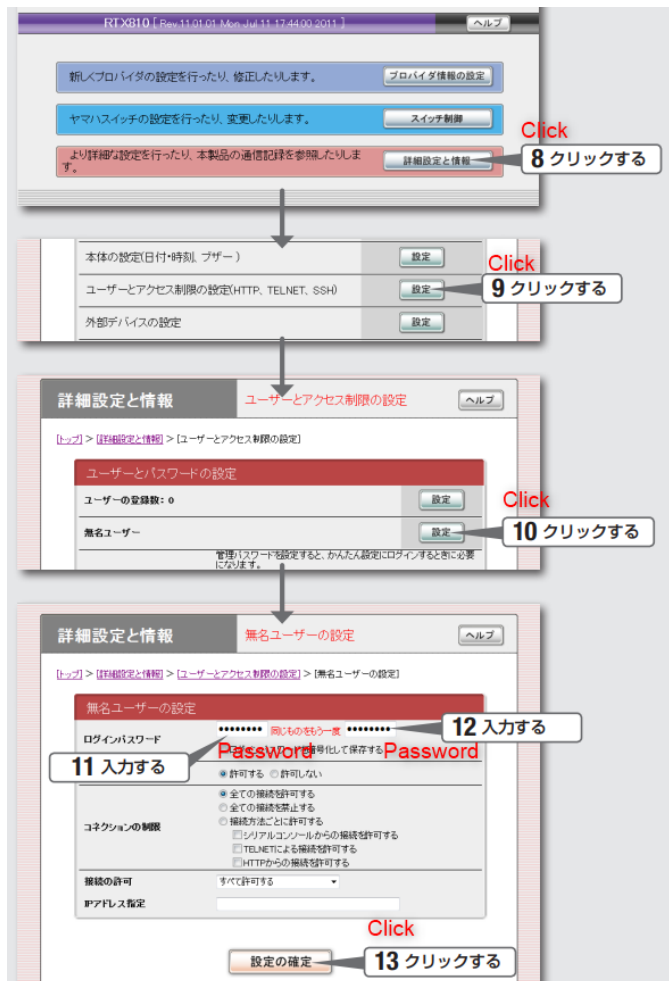 RTX810 [ Rev.11.01.01 Mon Jul 11 17:44:00 2011 ]
ヘルプ
新しくプロバイダの設定を行ったり、修正したりします。
プロバイダ情報の設定
ヤマハスイッチの設定を行ったり、変更したりします。
スイッチ制御
Click
より詳細な設定を行ったり、本製品の通信記録を参照したりしま
す。
詳細設定と情報
8 クリックする
本体の設定(日付・時刻、ブザー)
設定
Click
ユーザーとアクセス制限の設定(HTTP、TELNET、SSH)
設定
9 クリックする
外部デバイスの設定
設定
詳細設定と情報
ユーザーとアクセス制限の設定
ヘルプ
[トップ] > [詳細設定と情報] > [ユーザーとアクセス制限の設定]
ユーザーとパスワードの設定
ユーザーの登録数: 0
設定
Click
無名ユーザー
設定
10 クリックする
管理パスワードを設定すると、かんたん設定にログインするときに必要
になります。
詳細設定と情報
無名ユーザーの設定
ヘルプ
[トップ] > [詳細設定と情報] > [ユーザーとアクセス制限の設定] > [無名ユーザーの設定]
無名ユーザーの設定
ログインパスワード
同じものをもう一度
12 入力する
号化して保存する
Password
Password
11 入力する
許可する 許可しない
コネクションの制限
全ての接続を許可する
全ての接続を禁止する
接続方法ごとに許可する
シリアルコンソールからの接続を許可する
TELNETによる接続を許可する
HTTPからの接続を許可する
接続の許可
すべて許可する
IPアドレス指定
Click
設定の確定
13 クリックする